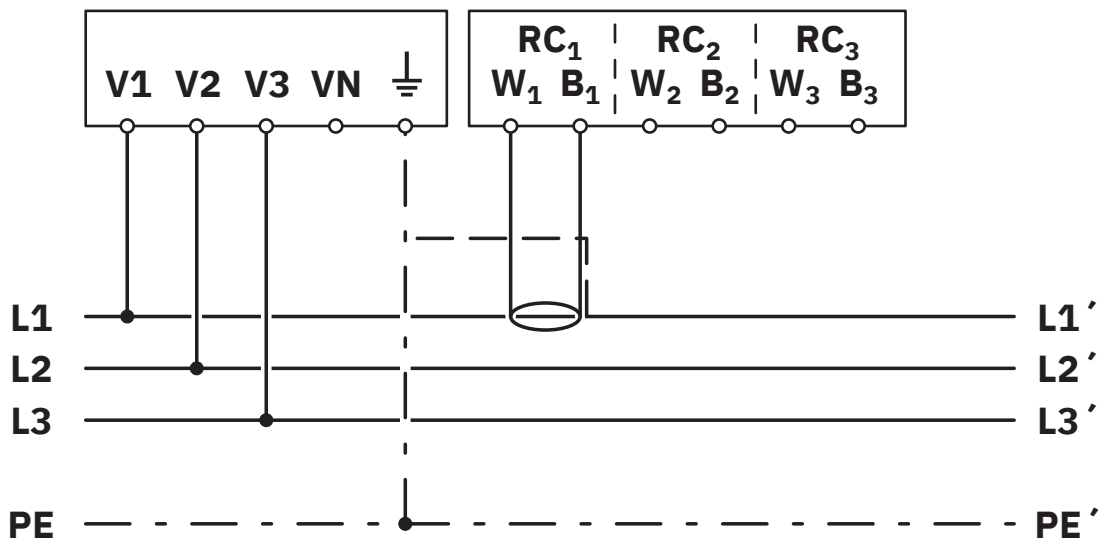 RC₁ RC₂ RC₃
V1 V2 V3 VN W₁ B₁ W₂ B₂ W₃ B₃
L1 L1´
L2 L2´
L3 L3´
PE PE´